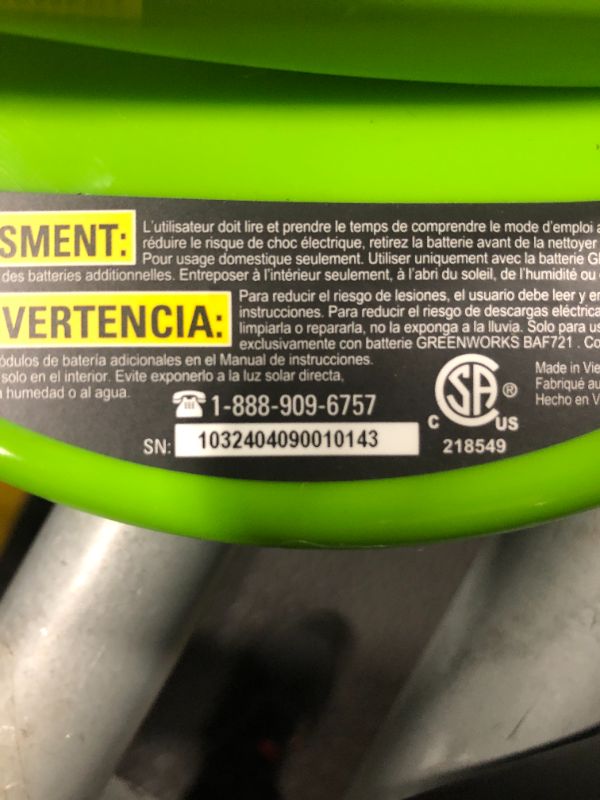 SMENT:
L'utilisateur doit lire et prendre le temps de comprendre le mode d'emploi
réduire le risque de choc électrique, retirez la batterie avant de la nettoyer
Pour usage domestique seulement. Utiliser uniquement avec la batterie
des batteries additionnelles. Entreposer à l'intérieur seulement, à l'abri du soleil, de l'humidité ou
VERTENCIA:
Para reducir el riesgo de lesiones, el usuario debe leer y
instrucciones. Para reducir el riesgo de descargas eléctrica
limpiarla o repararla, no la exponga a la lluvia. Solo para
exclusivamente con batería GREENWORKS BAF721 .
ódulos de batería adicionales en el Manual de instrucciones.
solo en el interior. Evite exponerlo a la luz solar directa,
a humedad o al agua.
1-888-909-6757
SN: 1032404090010143
SA ®
C US
218549
Made in Vie
Fabriqué au
Hecho en V